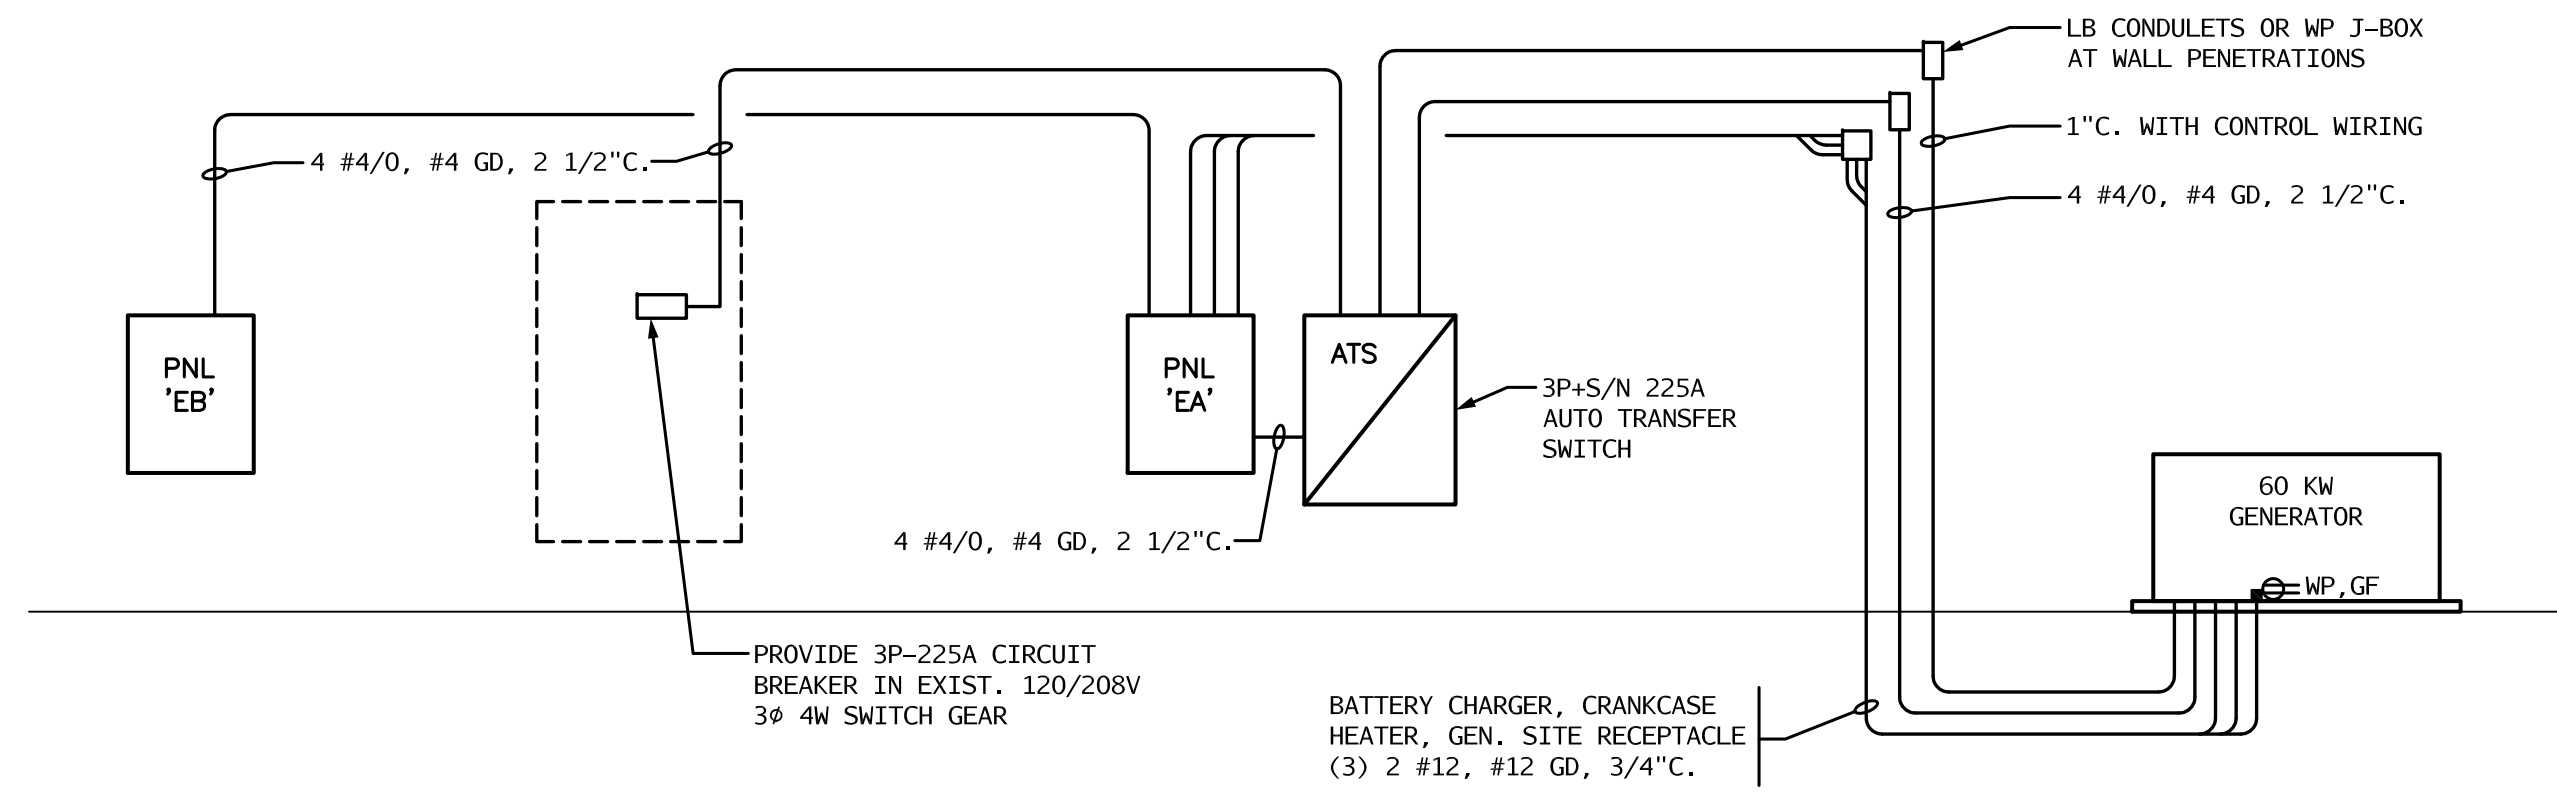 LB CONDULETS OR WP J-BOX
AT WALL PENETRATIONS
1"C. WITH CONTROL WIRING
4 #4/0, #4 GD, 2 1/2"C.
4 #4/0, #4 GD, 2 1/2"C.
PNL
'EB'
PNL
'EA'
ATS
3P+S/N 225A
AUTO TRANSFER
SWITCH
4 #4/0, #4 GD, 2 1/2"C.
60 KW
GENERATOR
WP,GF
PROVIDE 3P-225A CIRCUIT
BREAKER IN EXIST. 120/208V
3ϕ 4W SWITCH GEAR
BATTERY CHARGER, CRANKCASE
HEATER, GEN. SITE RECEPTACLE
(3) 2 #12, #12 GD, 3/4"C.